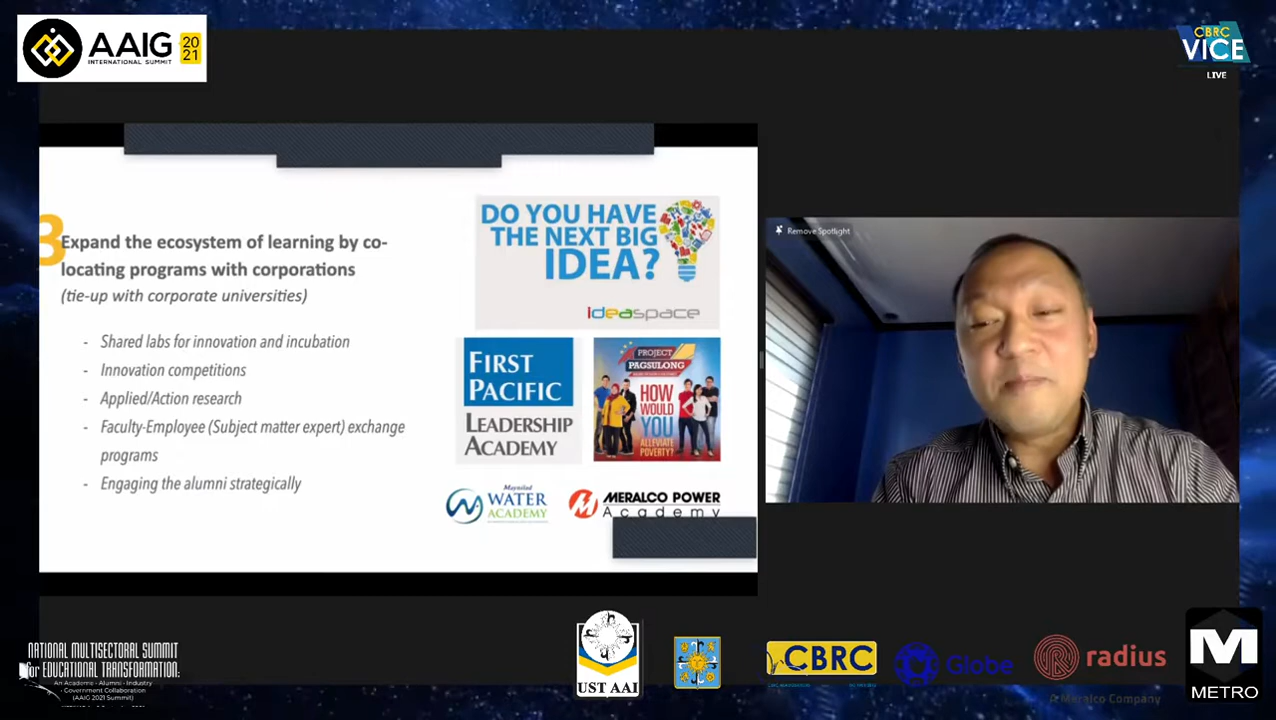 AAIG
INTERNATIONAL SUMMIT
20
21
CBRC
VICE
LIVE
3
Expand the ecosystem of learning by co-
locating programs with corporations
(tie-up with corporate universities)
- Shared labs for innovation and incubation
- Innovation competitions
- Applied/Action research
- Faculty-Employee (Subject matter expert) exchange
programs
- Engaging the alumni strategically
DO YOU HAVE
THE NEXT BIG
IDEA?
ideaspace
FIRST
PACIFIC
LEADERSHIP
ACADEMY
PROJECT
PAGSULONG
HOW
WOULD
YOU
ALLEVIATE
POVERTY?
Maynilad
WATER
ACADEMY
MERALCO POWER
Academy
Remove Spotlight
NATIONAL MULTISECTORAL SUMMIT
for EDUCATIONAL TRANSFORMATION:
An Academe - Alumni - Industry
- Government Collaboration
(AAIG 2021 Summit)
UST AAI
CBRC
Globe
radius
A Meralco Company
M
METRO